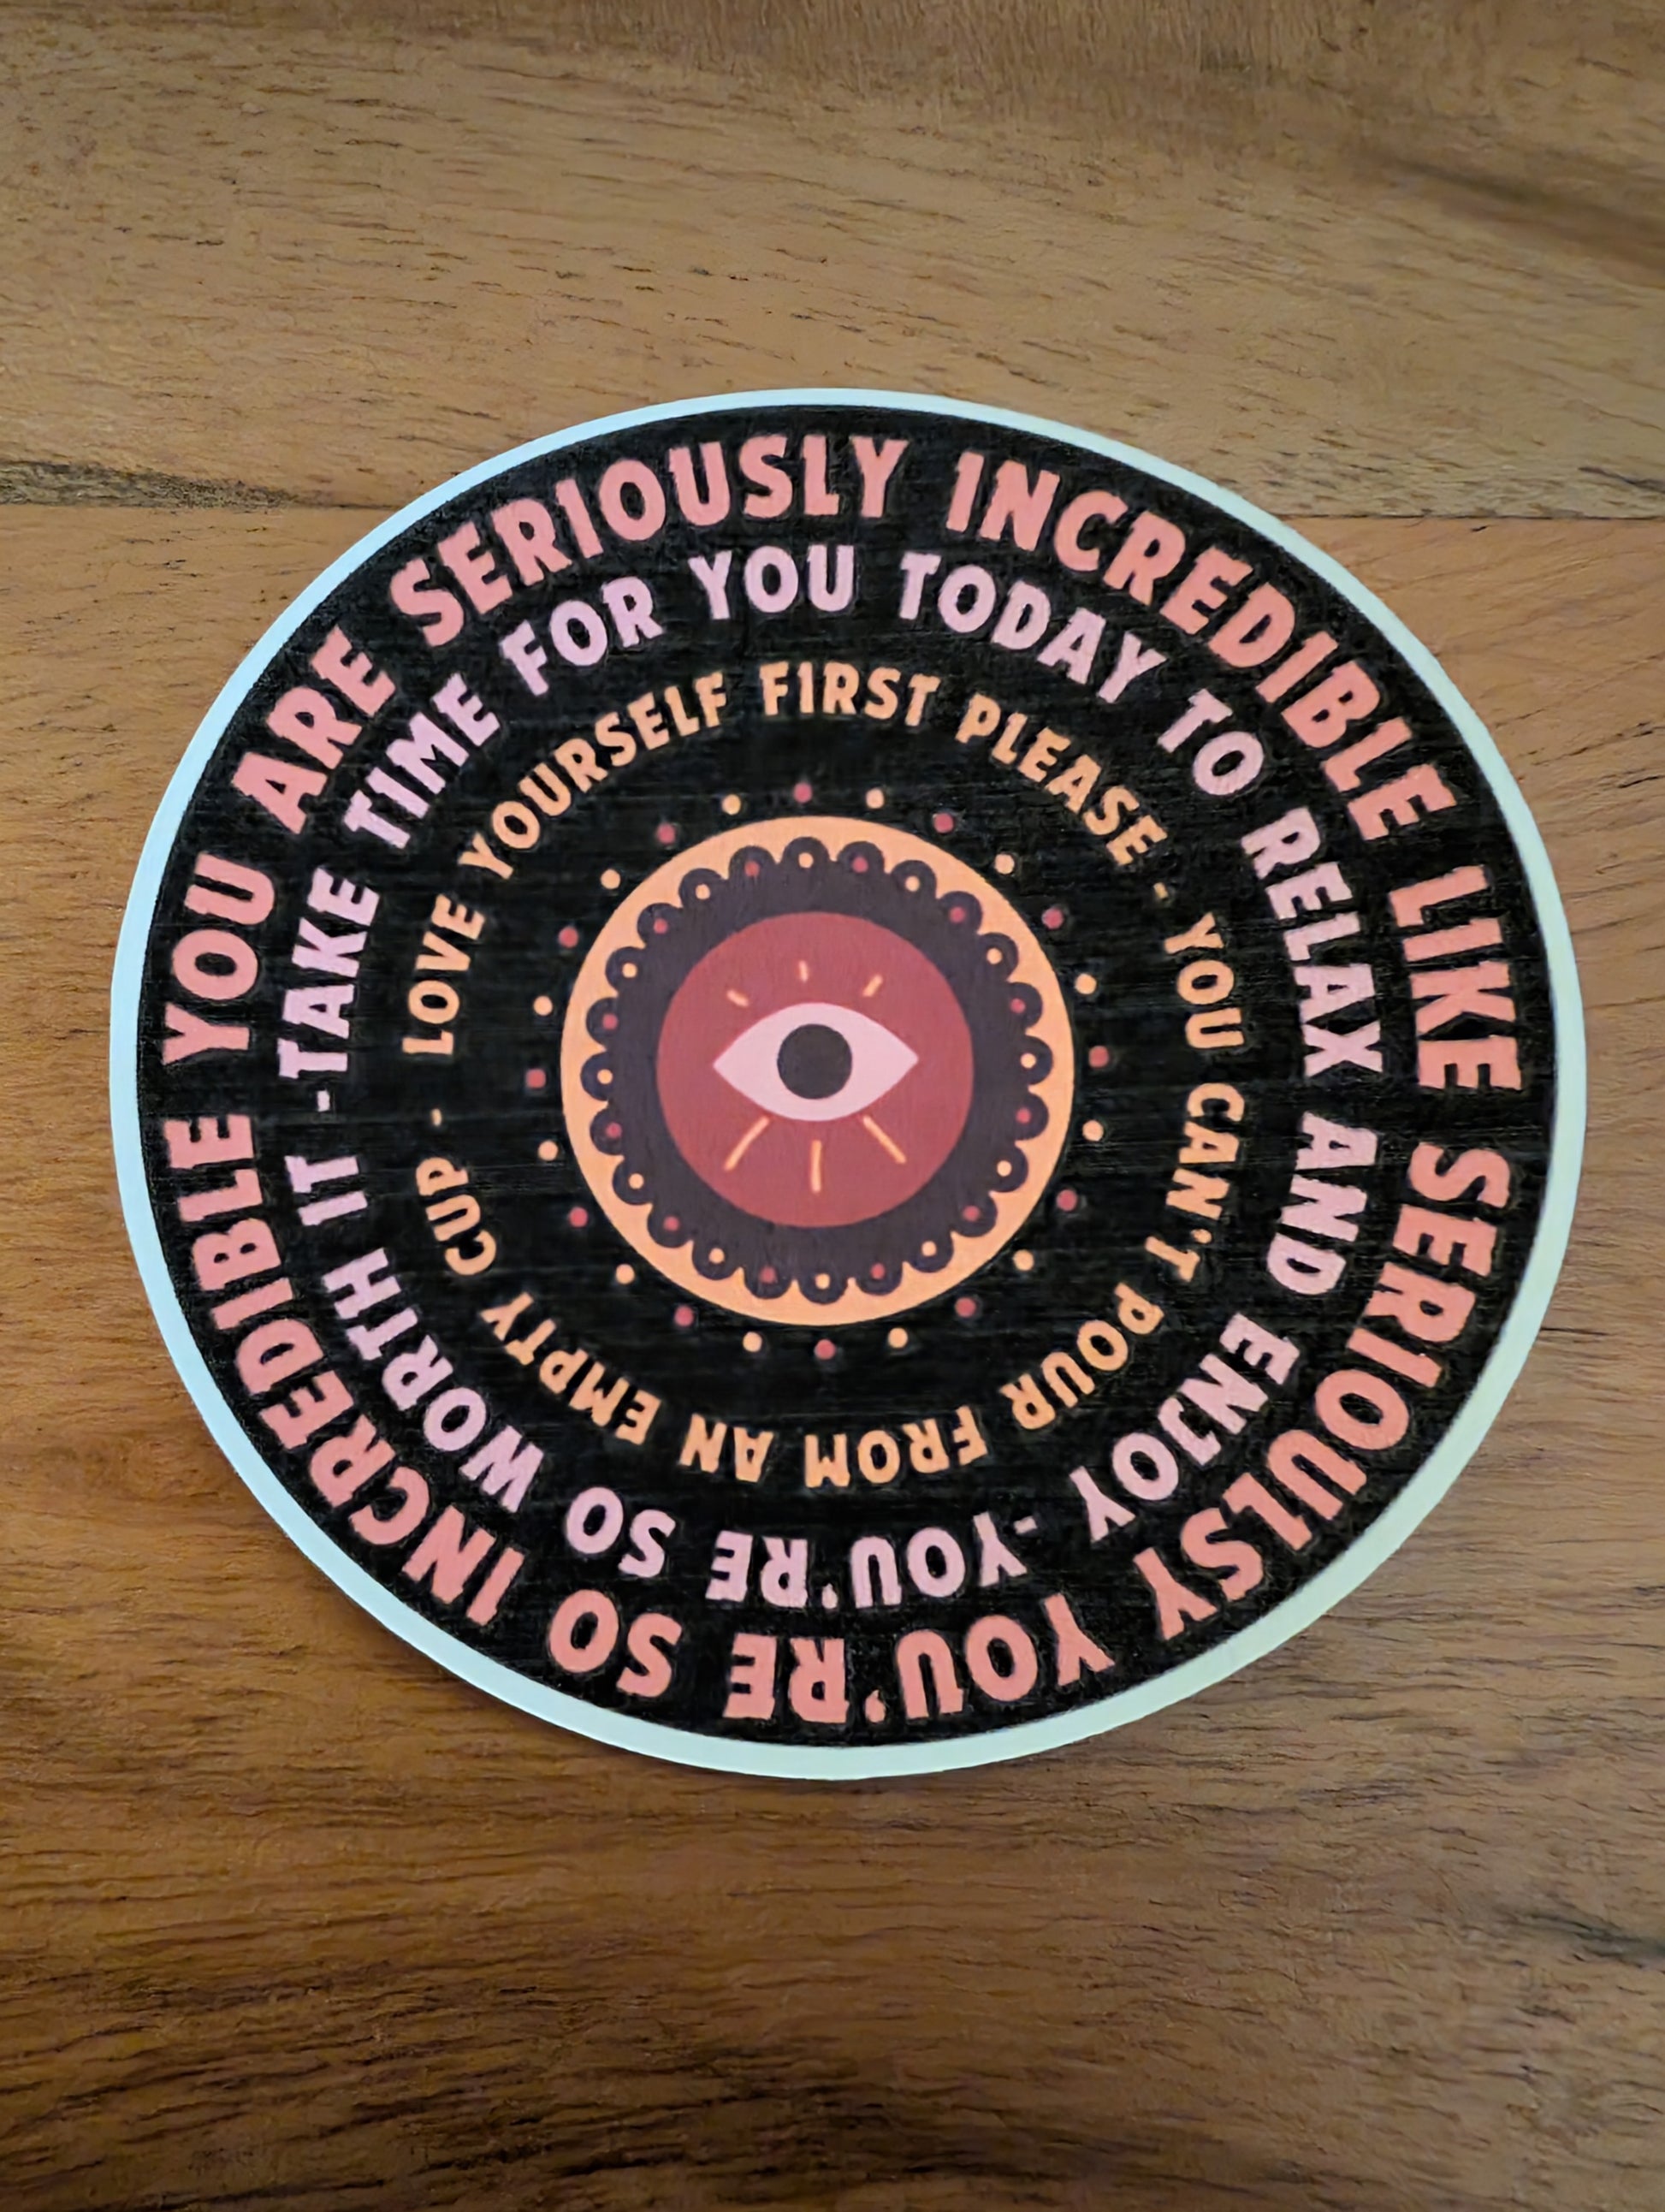 YOU ARE SERIOUSLY INCREDIBLE LIKE SERIOULSY YOU'RE SO INCREDIBLE
-TAKE TIME FOR YOU TODAY TO RELAX AND ENJOY -YOU'RE SO WORTH IT
LOVE YOURSELF FIRST PLEASE - YOU CAN'T POUR FROM AN EMPTY CUP -